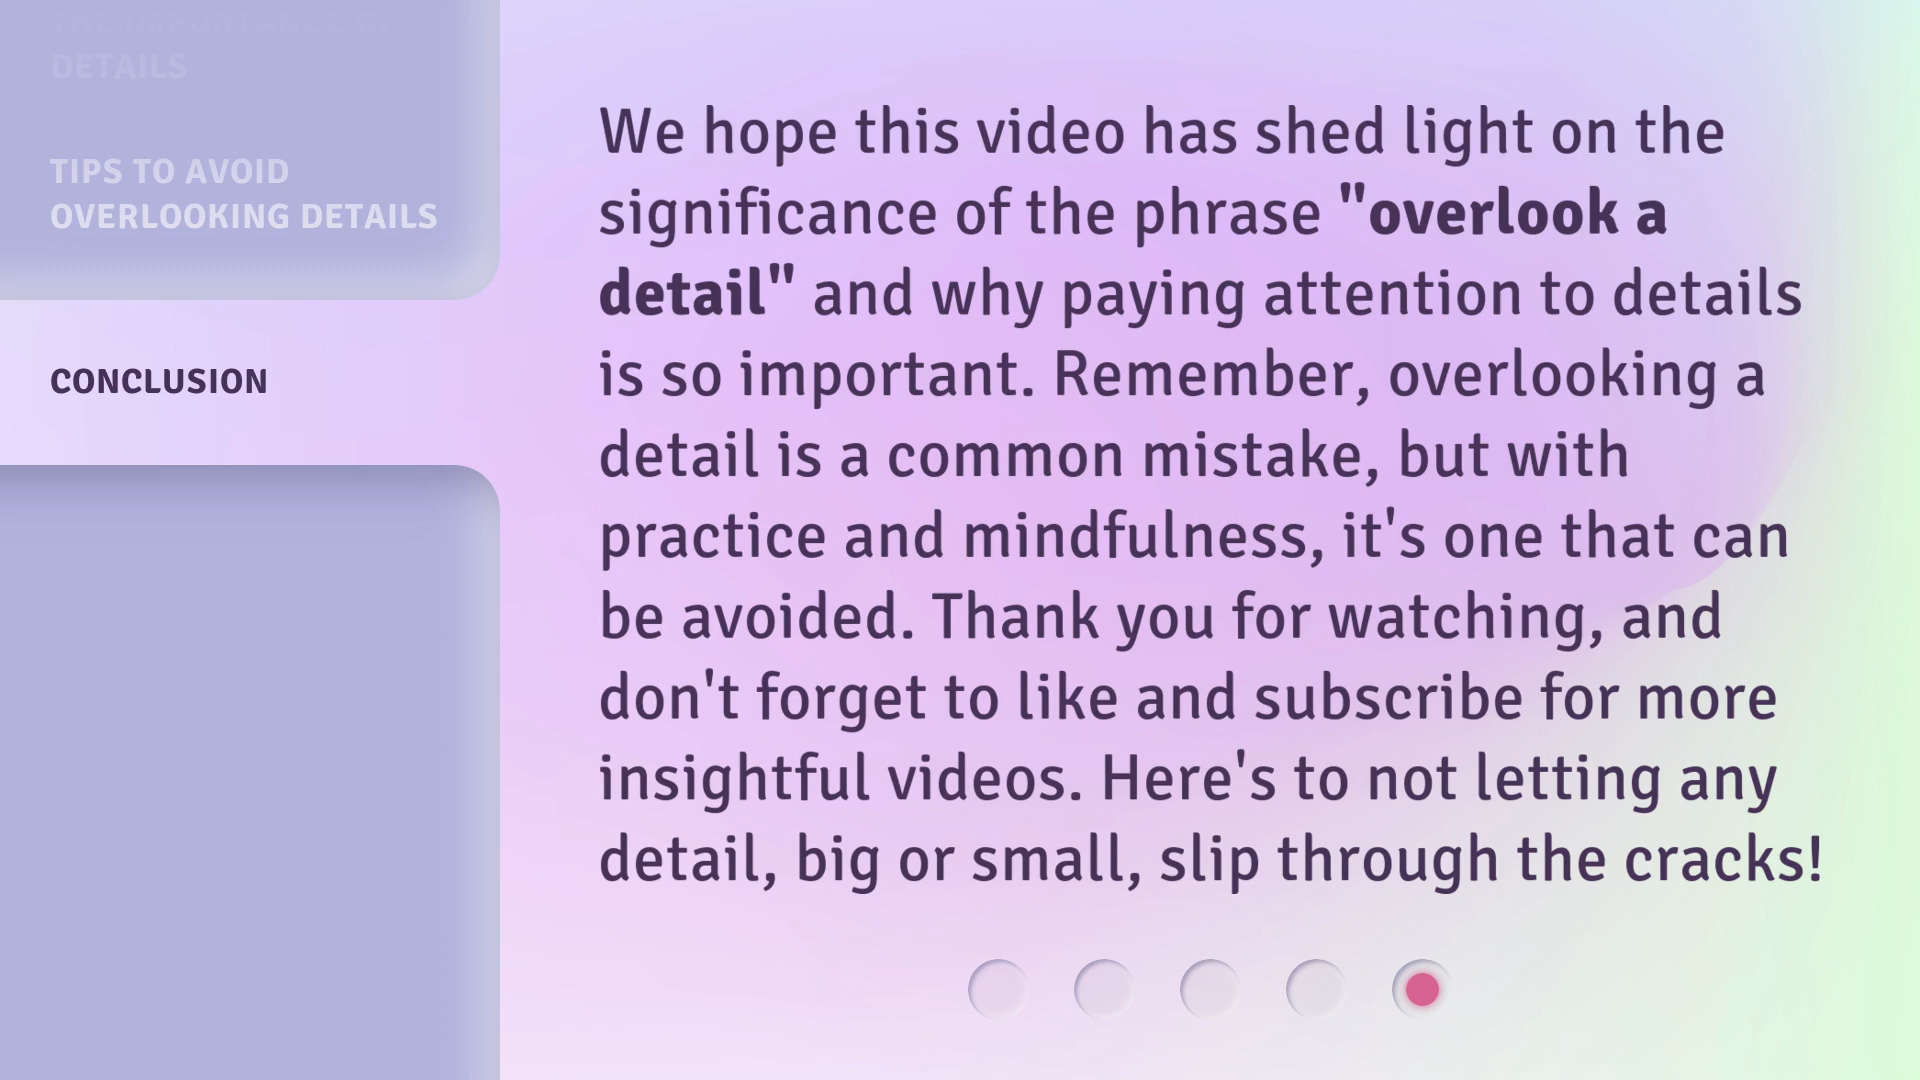 THE IMPORTANCE IN
DETAILS
TIPS TO AVOID
OVERLOOKING DETAILS
CONCLUSION
We hope this video has shed light on the
significance of the phrase "overlook a
detail" and why paying attention to details
is so important. Remember, overlooking a
detail is a common mistake, but with
practice and mindfulness, it's one that can
be avoided. Thank you for watching, and
don't forget to like and subscribe for more
insightful videos. Here's to not letting any
detail, big or small, slip through the cracks!